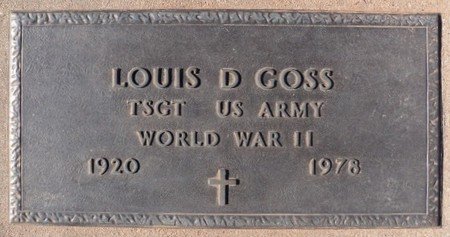 LOUIS D GOSS
TSGT US ARMY
WORLD WAR II
1920 1978